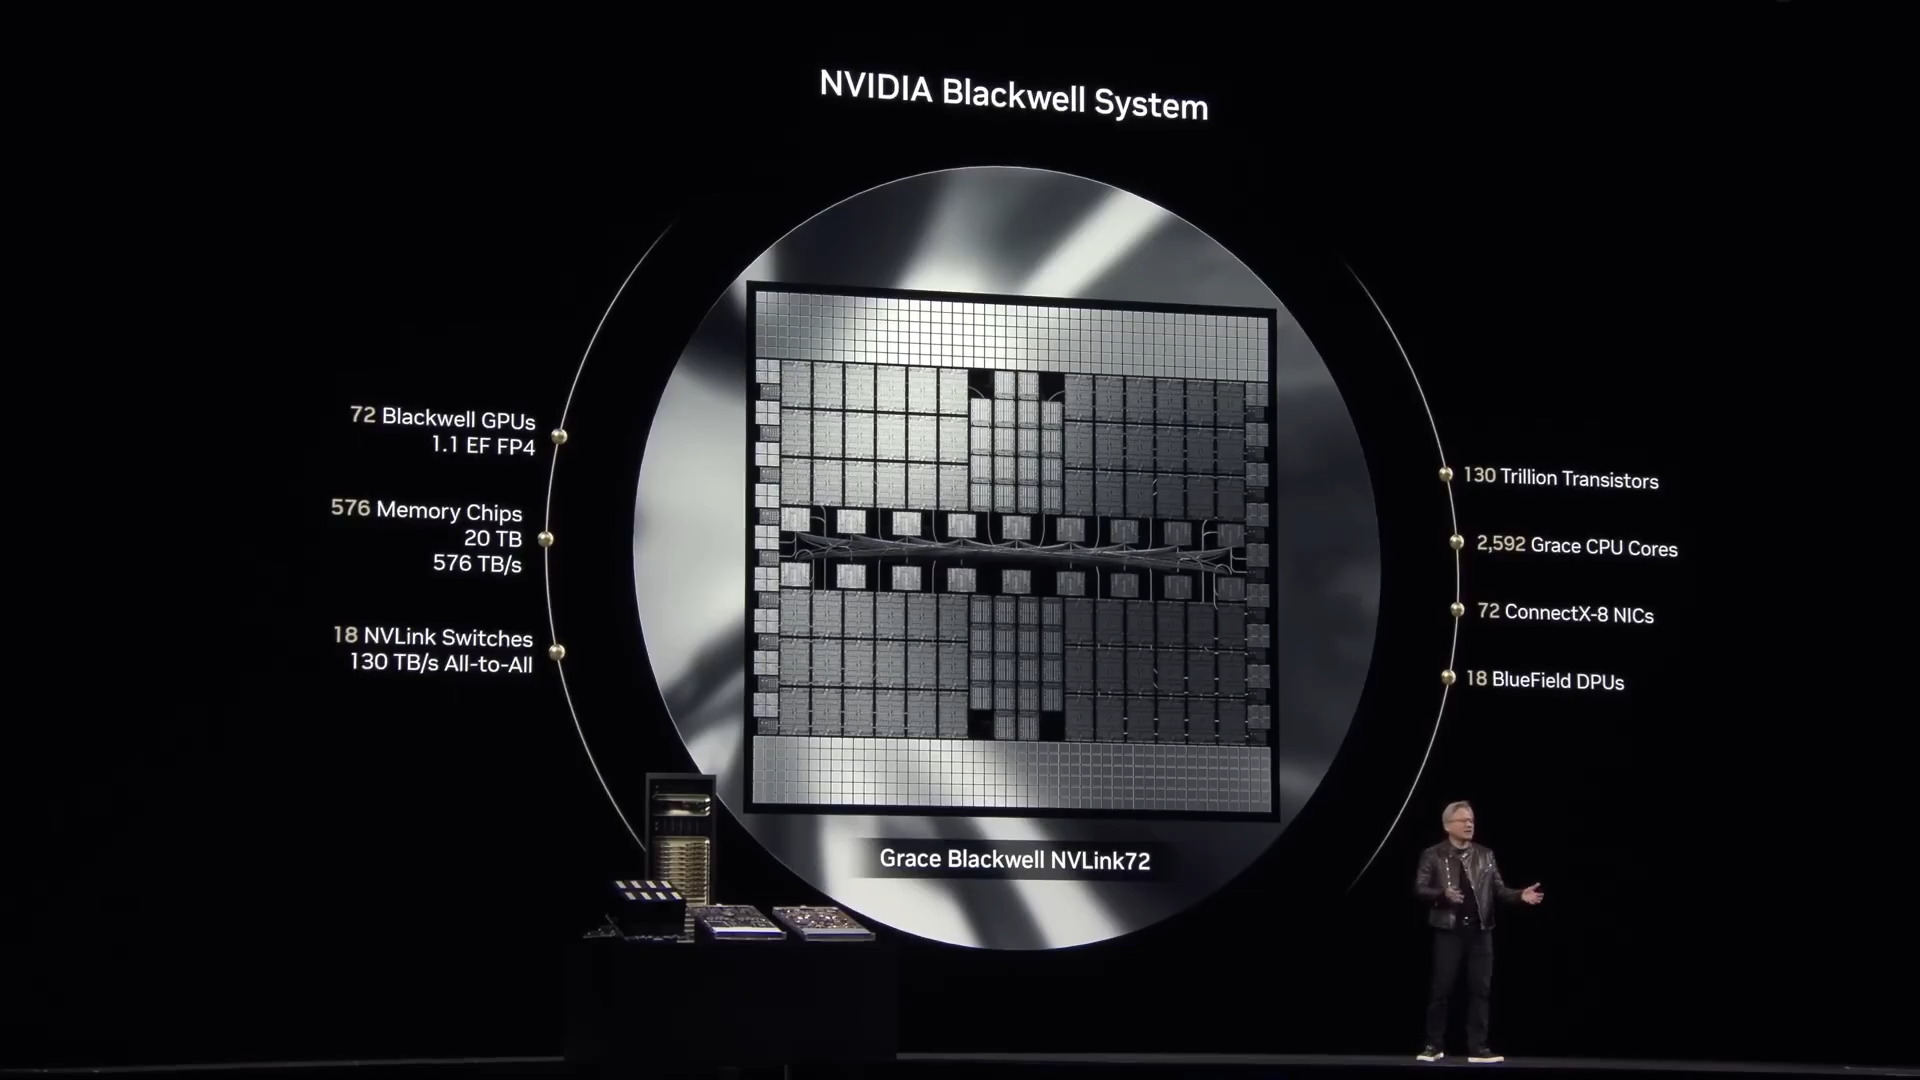 NVIDIA Blackwell System
72 Blackwell GPUs
1.1 EF FP4
576 Memory Chips
20 TB
576 TB/s
18 NVLink Switches
130 TB/s All-to-All
130 Trillion Transistors
2,592 Grace CPU Cores
72 ConnectX-8 NICs
18 BlueField DPUs
Grace Blackwell NVLink72